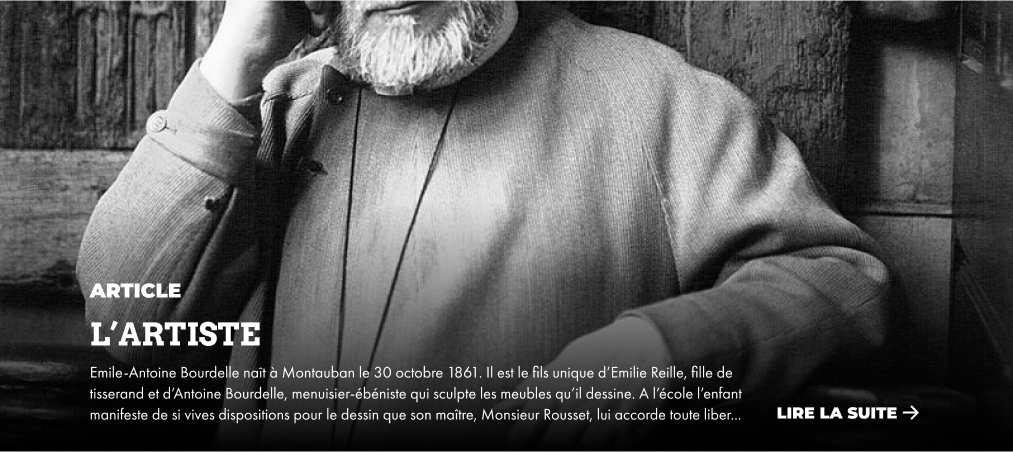 ARTICLE
L’ARTISTE
Emile-Antoine Bourdelle naît à Montauban le 30 octobre 1861. Il est le fils unique d’Emilie Reille, fille de
tisserand et d’Antoine Bourdelle, menuisier-ébéniste qui sculpte les meubles qu’il dessine. A l’école l’enfant
manifeste de si vives dispositions pour le dessin que son maître, Monsieur Rousset, lui accorde toute liber...
LIRE LA SUITE →